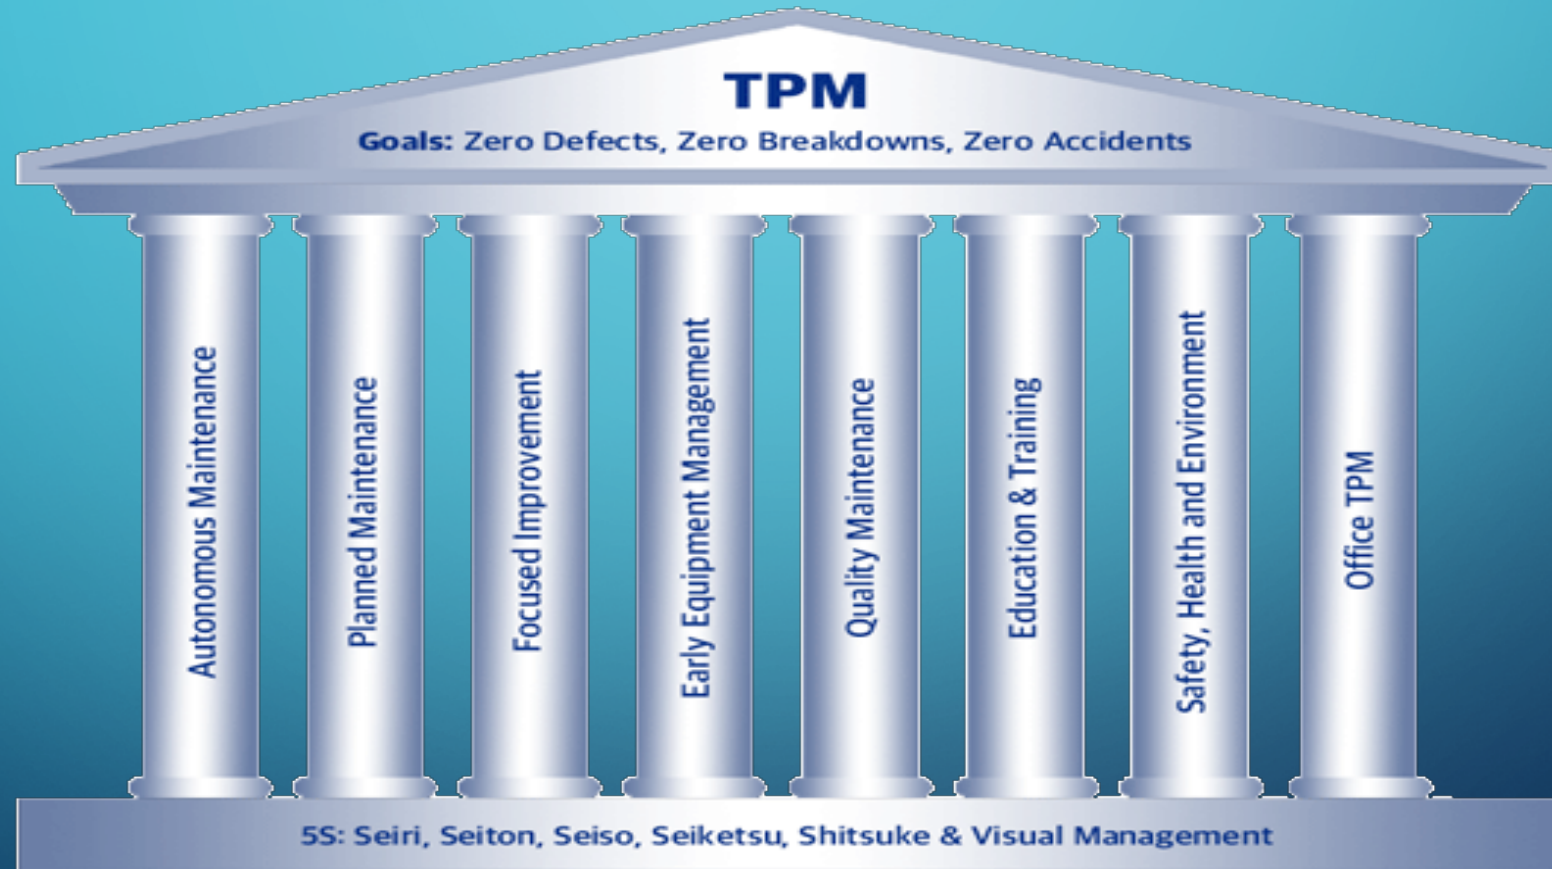 TPM
Goals: Zero Defects, Zero Breakdowns, Zero Accidents
Autonomous Maintenance
Planned Maintenance
Focused Improvement
Early Equipment Management
Quality Maintenance
Education & Training
Safety, Health and Environment
Office TPM
5S: Seiri, Seiton, Seiso, Seiketsu, Shitsuke & Visual Management